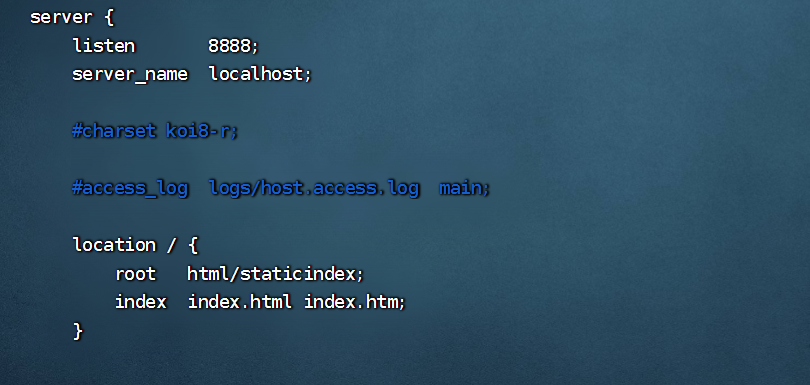 server {
    listen       8888;
    server_name  localhost;
    #charset koi8-r;
    #access_log  logs/host.access.log  main;
    location / {
        root   html/staticindex;
        index  index.html index.htm;
    }